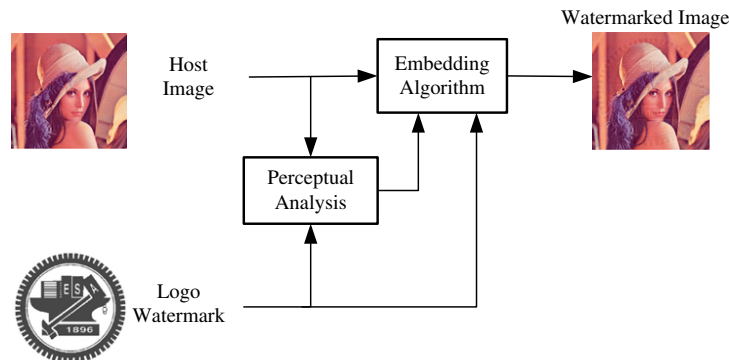 Watermarked Image
Host
Image
Embedding
Algorithm
Perceptual
Analysis
Logo
Watermark
E S
1896